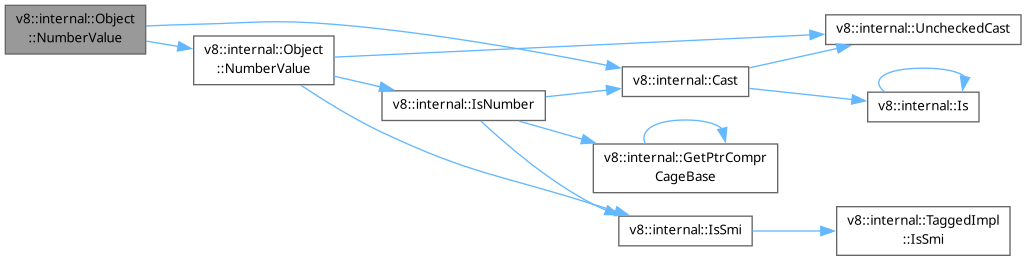 v8::internal::Object
::NumberValue
v8::internal::Object
::NumberValue
v8::internal::IsNumber
v8::internal::Cast
v8::internal::UncheckedCast
v8::internal::Is
v8::internal::GetPtrCompr
CageBase
v8::internal::IsSmi
v8::internal::TaggedImpl
::IsSmi